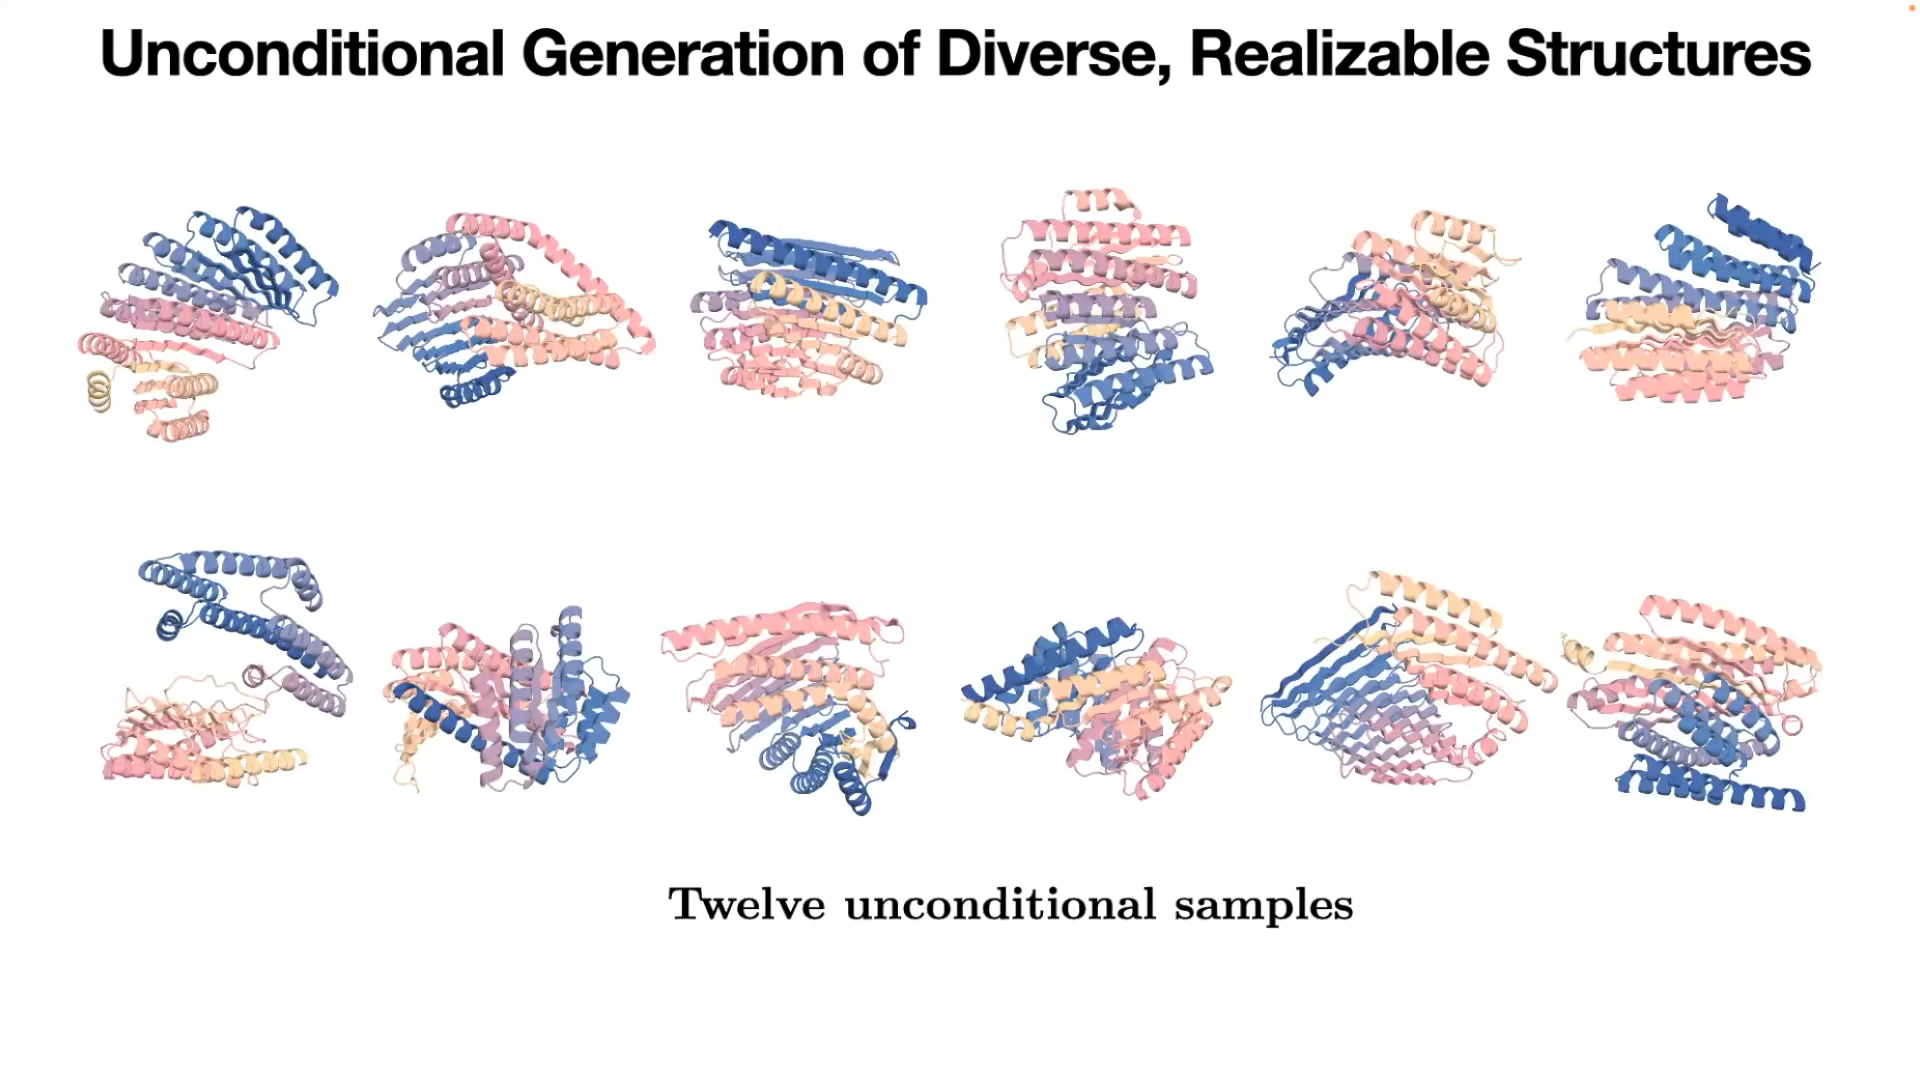 Unconditional Generation of Diverse, Realizable Structures
Twelve unconditional samples